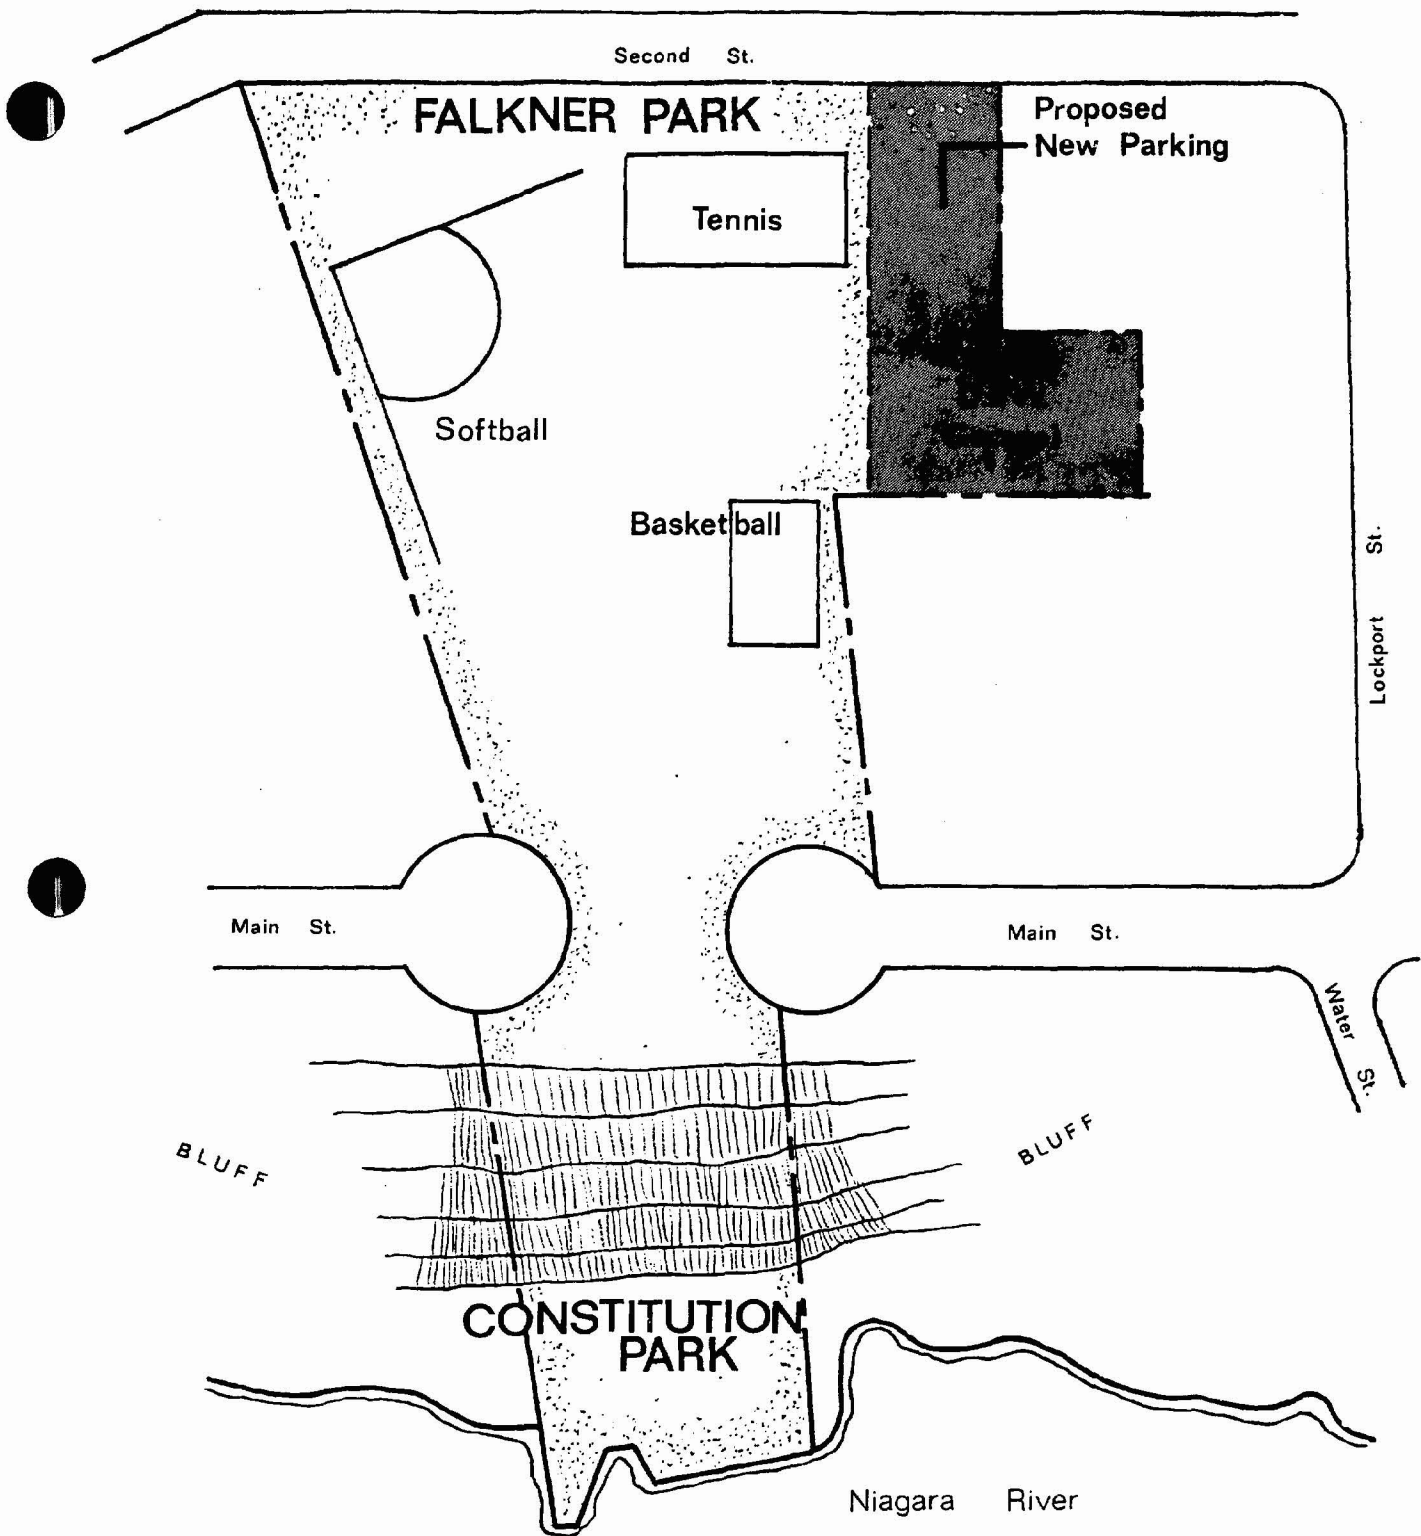 Second St.
FALKNER PARK
Proposed
New Parking
Tennis
Softball
Basketball
Lockport St.
Main St.
Main St.
Water St.
BLUFF
BLUFF
CONSTITUTION
PARK
Niagara River